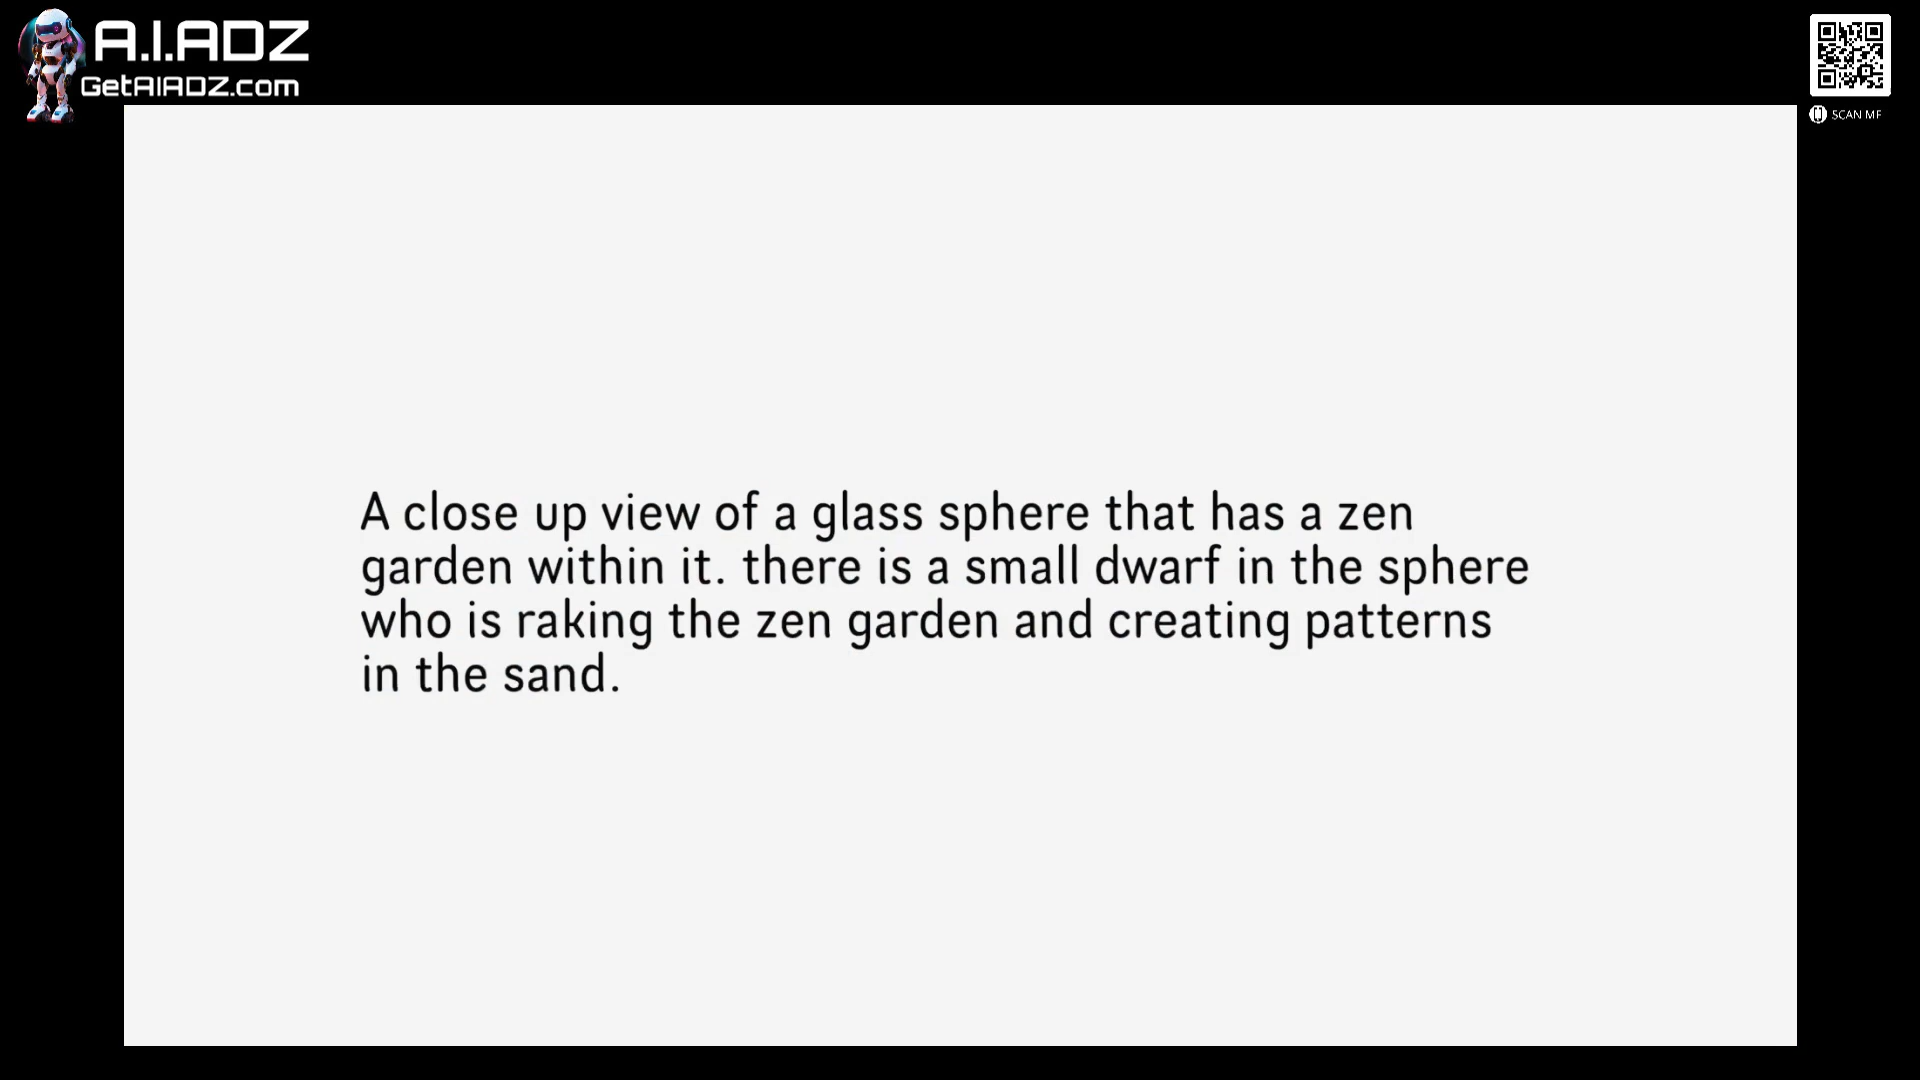 A.I.ADZ
GetAIADZ.com
SCAN MF
A close up view of a glass sphere that has a zen
garden within it. there is a small dwarf in the sphere
who is raking the zen garden and creating patterns
in the sand.